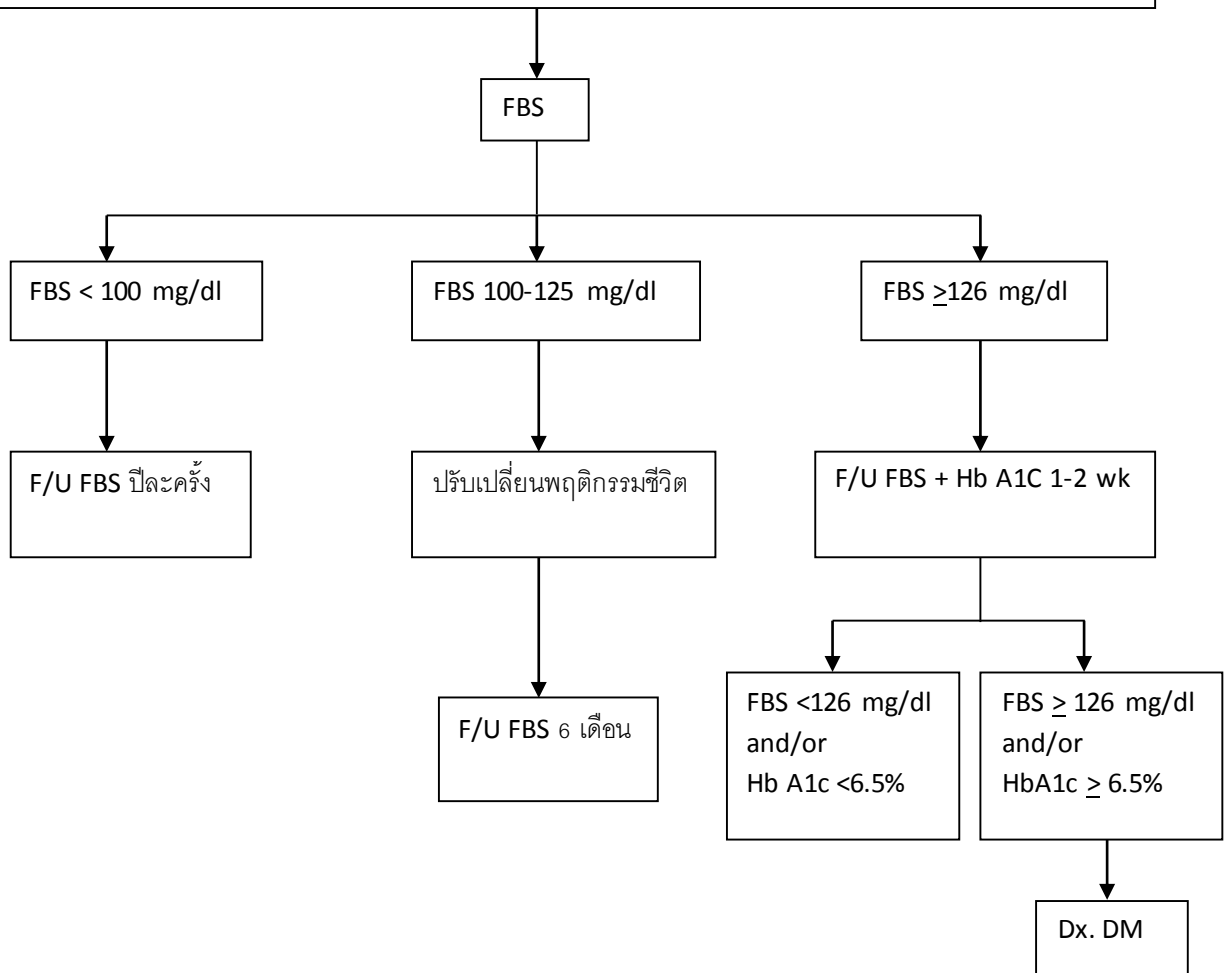 FBS
FBS < 100 mg/dl
FBS 100-125 mg/dl
FBS ≥126 mg/dl
F/U FBS ปีละครั้ง
ปรับเปลี่ยนพฤติกรรมชีวิต
F/U FBS + Hb A1C 1-2 wk
F/U FBS 6 เดือน
FBS <126 mg/dl
and/or
Hb A1c <6.5%
FBS ≥ 126 mg/dl
and/or
HbA1c ≥ 6.5%
Dx. DM